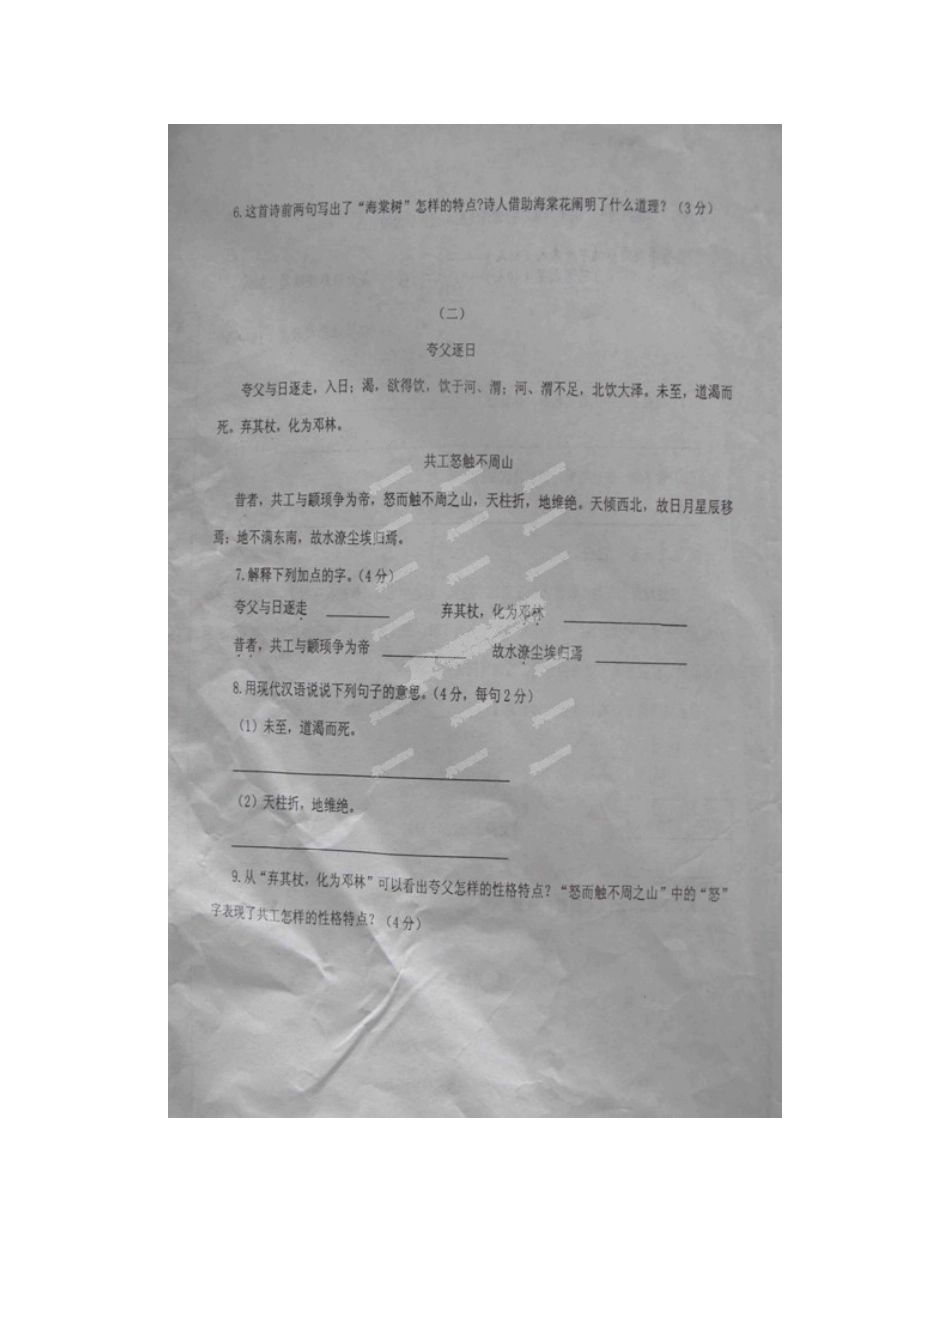 6.这首诗前两句写出了“海棠树”怎样的特点?诗人借助海棠花阐明了什么道理？（3分）
（二）
夸父逐日
夸父与日逐走，入日；渴，欲得饮，饮于河、渭；河、渭不足，北饮大泽。未至，道渴而
死。弃其杖，化为邓林。
共工怒触不周山
昔者，共工与颛顼争为帝，怒而触不周之山，天柱折，地维绝。天倾西北，故日月星辰移
焉；地不满东南，故水潦尘埃归焉。
7.解释下列加点的字。（4分）
夸父与日逐走 弃其杖，化为邓林
昔者，共工与颛顼争为帝 故水潦尘埃归焉
8.用现代汉语说说下列句子的意思。（4分，每句2分）
（1）未至，道渴而死。
（2）天柱折，地维绝。
9.从“弃其杖，化为邓林”可以看出夸父怎样的性格特点？“怒而触不周之山”中的“怒”
字表现了共工怎样的性格特点？（4分）